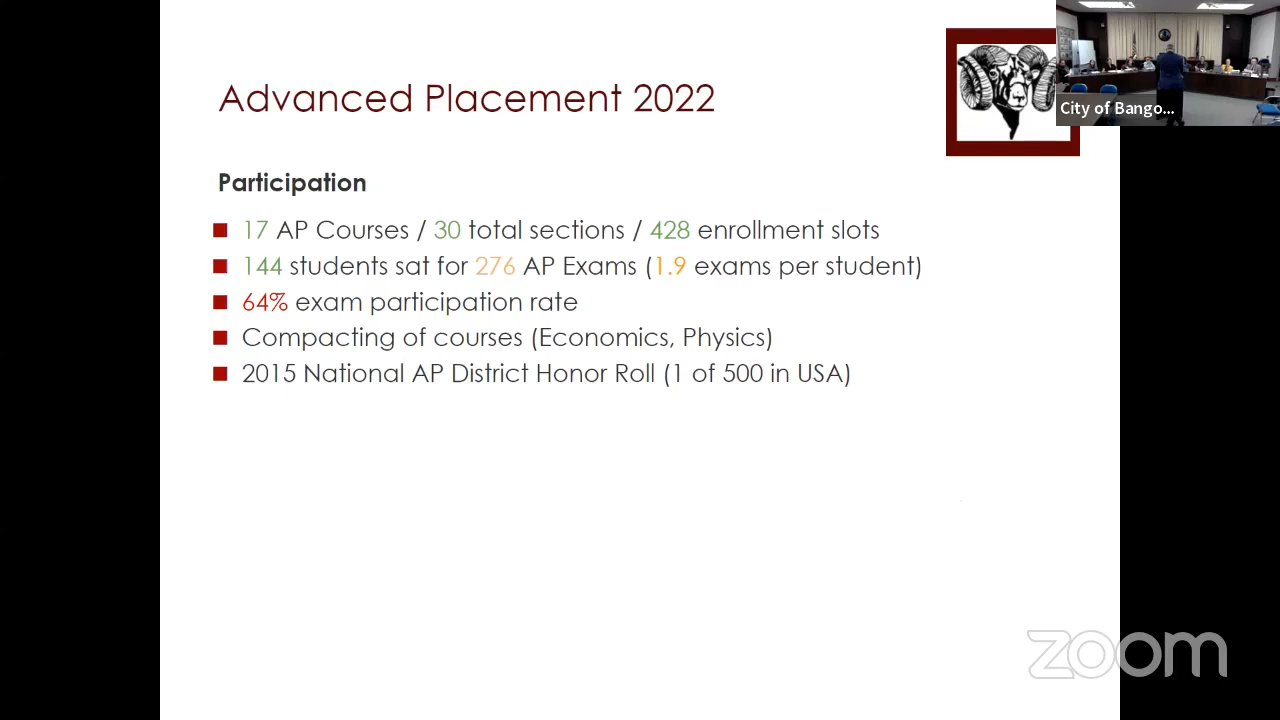 Advanced Placement 2022
City of Bango...
Participation
17 AP Courses / 30 total sections / 428 enrollment slots
144 students sat for 276 AP Exams (1.9 exams per student)
64% exam participation rate
Compacting of courses (Economics, Physics)
2015 National AP District Honor Roll (1 of 500 in USA)
zoom